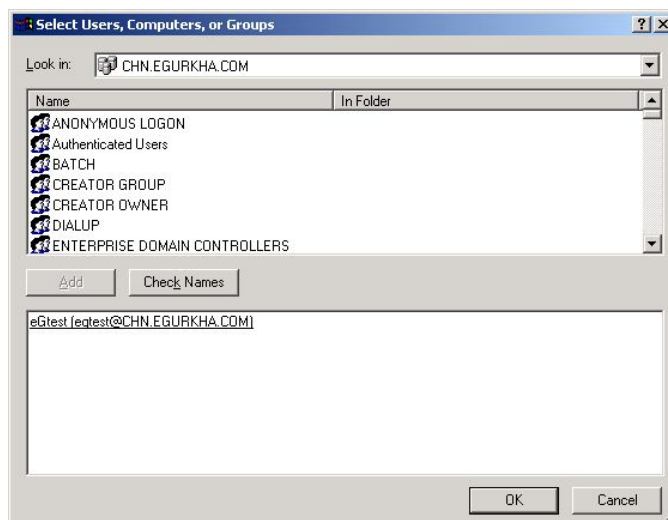 Select Users, Computers, or Groups
Look in: CHN.EGURKHA.COM
Name In Folder
ANONYMOUS LOGON
Authenticated Users
BATCH
CREATOR GROUP
CREATOR OWNER
DIALUP
ENTERPRISE DOMAIN CONTROLLERS
Add Check Names
eGtest (egtest@CHN.EGURKHA.COM)
OK Cancel